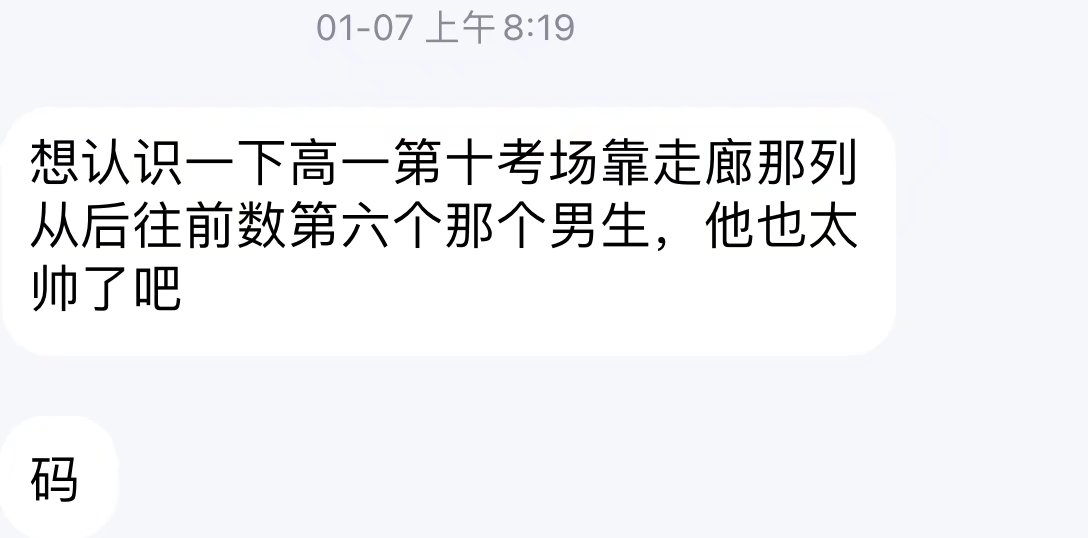 01-07 上午8:19
想认识一下高一第十考场靠走廊那列
从后往前数第六个那个男生，他也太
帅了吧
码